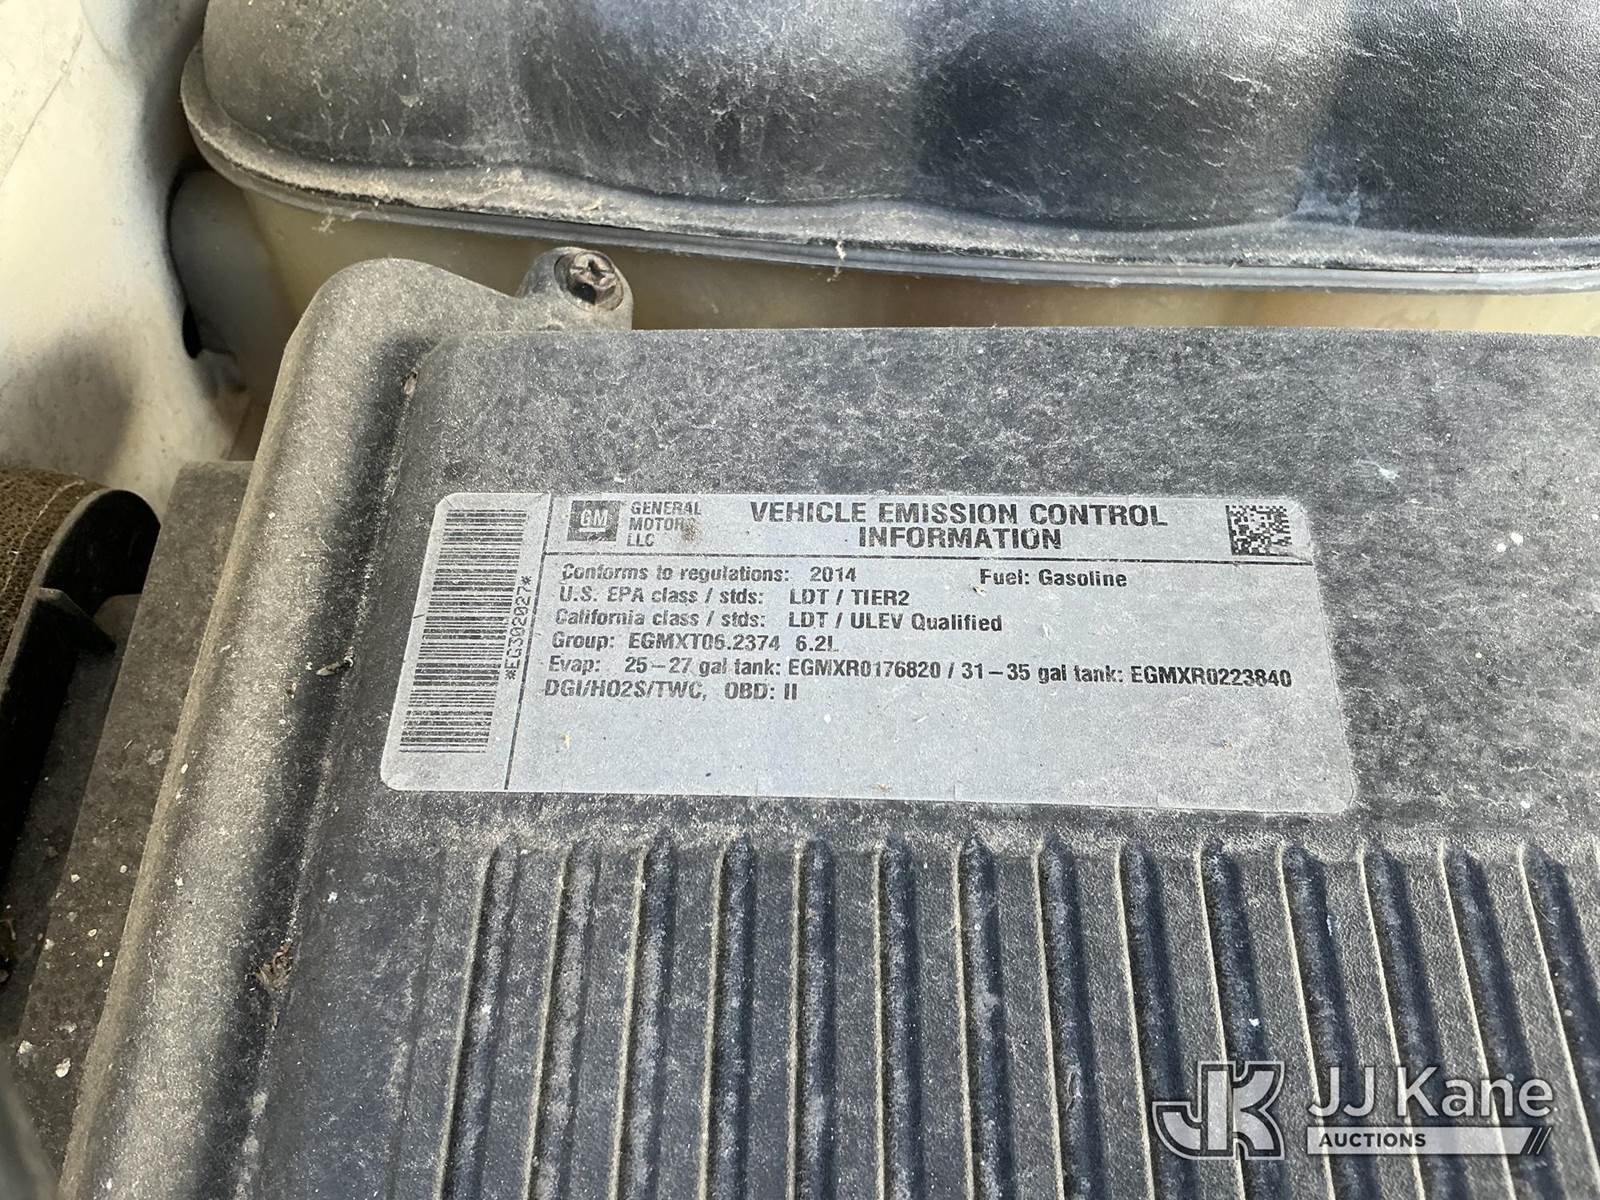 GM GENERAL MOTORS LLC
VEHICLE EMISSION CONTROL
INFORMATION
Conforms to regulations: 2014 Fuel: Gasoline
U.S. EPA class / stds: LDT / TIER2
California class / stds: LDT / ULEV Qualified
Group: EGMXT06.2374 6.2L
Evap: 25-27 gal tank: EGMXR0176820 / 31-35 gal tank: EGMXR0223840
DGI/HO2S/TWC, OBD: II
*EG302027*
JK JJ Kane
AUCTIONS